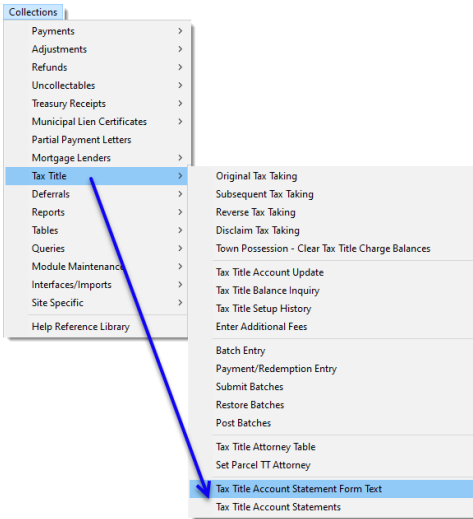 Collections
Payments
Adjustments
Refunds
Uncollectables
Treasury Receipts
Municipal Lien Certificates
Partial Payment Letters
Mortgage Lenders
Tax Title
Deferrals
Reports
Tables
Queries
Module Maintenance
Interfaces/Imports
Site Specific
Help Reference Library
Original Tax Taking
Subsequent Tax Taking
Reverse Tax Taking
Disclaim Tax Taking
Town Possession - Clear Tax Title Charge Balances
Tax Title Account Update
Tax Title Balance Inquiry
Tax Title Setup History
Enter Additional Fees
Batch Entry
Payment/Redemption Entry
Submit Batches
Restore Batches
Post Batches
Tax Title Attorney Table
Set Parcel TT Attorney
Tax Title Account Statement Form Text
Tax Title Account Statements